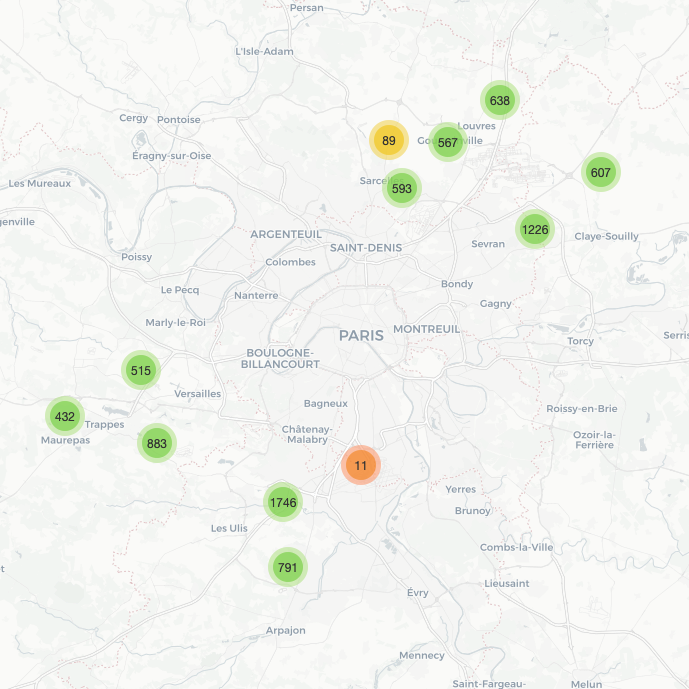 Persan
L'Isle-Adam
638
Cergy
Pontoise
Louvres
89
567
Éragny-sur-Oise
607
Les Mureaux
593
1226
ARGENTEUIL
Claye-Souilly
SAINT-DENIS
Sevran
Poissy
Colombes
Bondy
Le Pecq
Nanterre
Gagny
Marly-le-Roi
PARIS
MONTREUIL
Torcy
BOULOGNE-
BILLANCOURT
515
Versailles
Bagneux
Roissy-en-Brie
432
Trappes
Châtenay-
Malabry
Maurepas
883
Ozoir-la-
Ferrière
11
Yerres
1746
Brunoy
Les Ulis
Combs-la-Ville
791
Lieusaint
Évry
Arpajon
Mennecy
Saint-Fargeau-
Melun